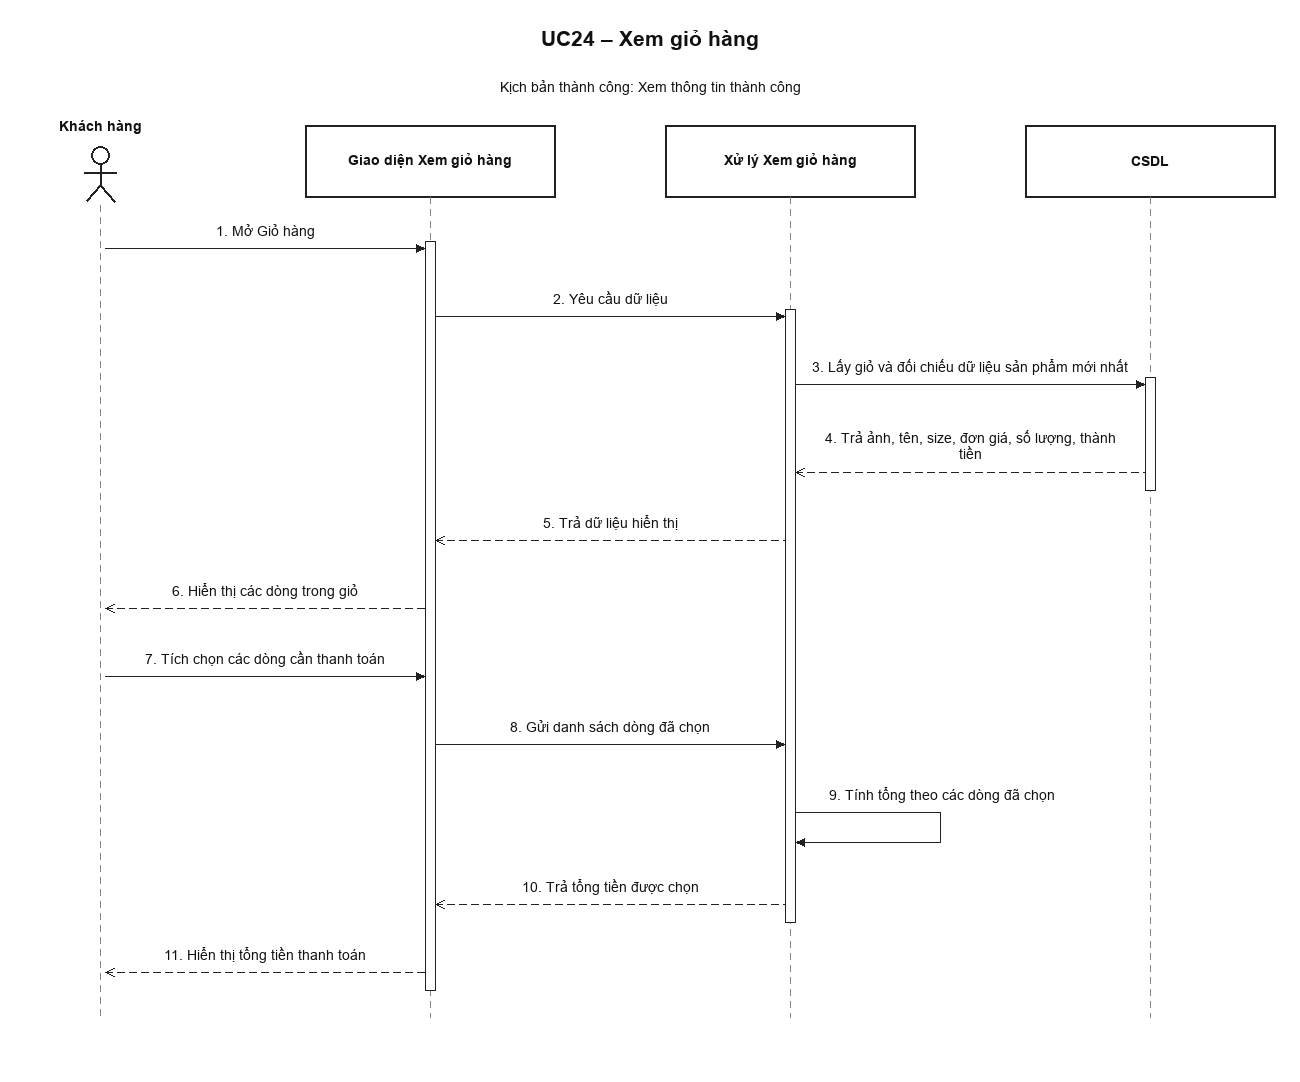 UC24 – Xem giỏ hàng
Kịch bản thành công: Xem thông tin thành công
Khách hàng
Giao diện Xem giỏ hàng
Xử lý Xem giỏ hàng
CSDL
1. Mở Giỏ hàng
2. Yêu cầu dữ liệu
3. Lấy giỏ và đối chiếu dữ liệu sản phẩm mới nhất
4. Trả ảnh, tên, size, đơn giá, số lượng, thành
tiền
5. Trả dữ liệu hiển thị
6. Hiển thị các dòng trong giỏ
7. Tích chọn các dòng cần thanh toán
8. Gửi danh sách dòng đã chọn
9. Tính tổng theo các dòng đã chọn
10. Trả tổng tiền được chọn
11. Hiển thị tổng tiền thanh toán